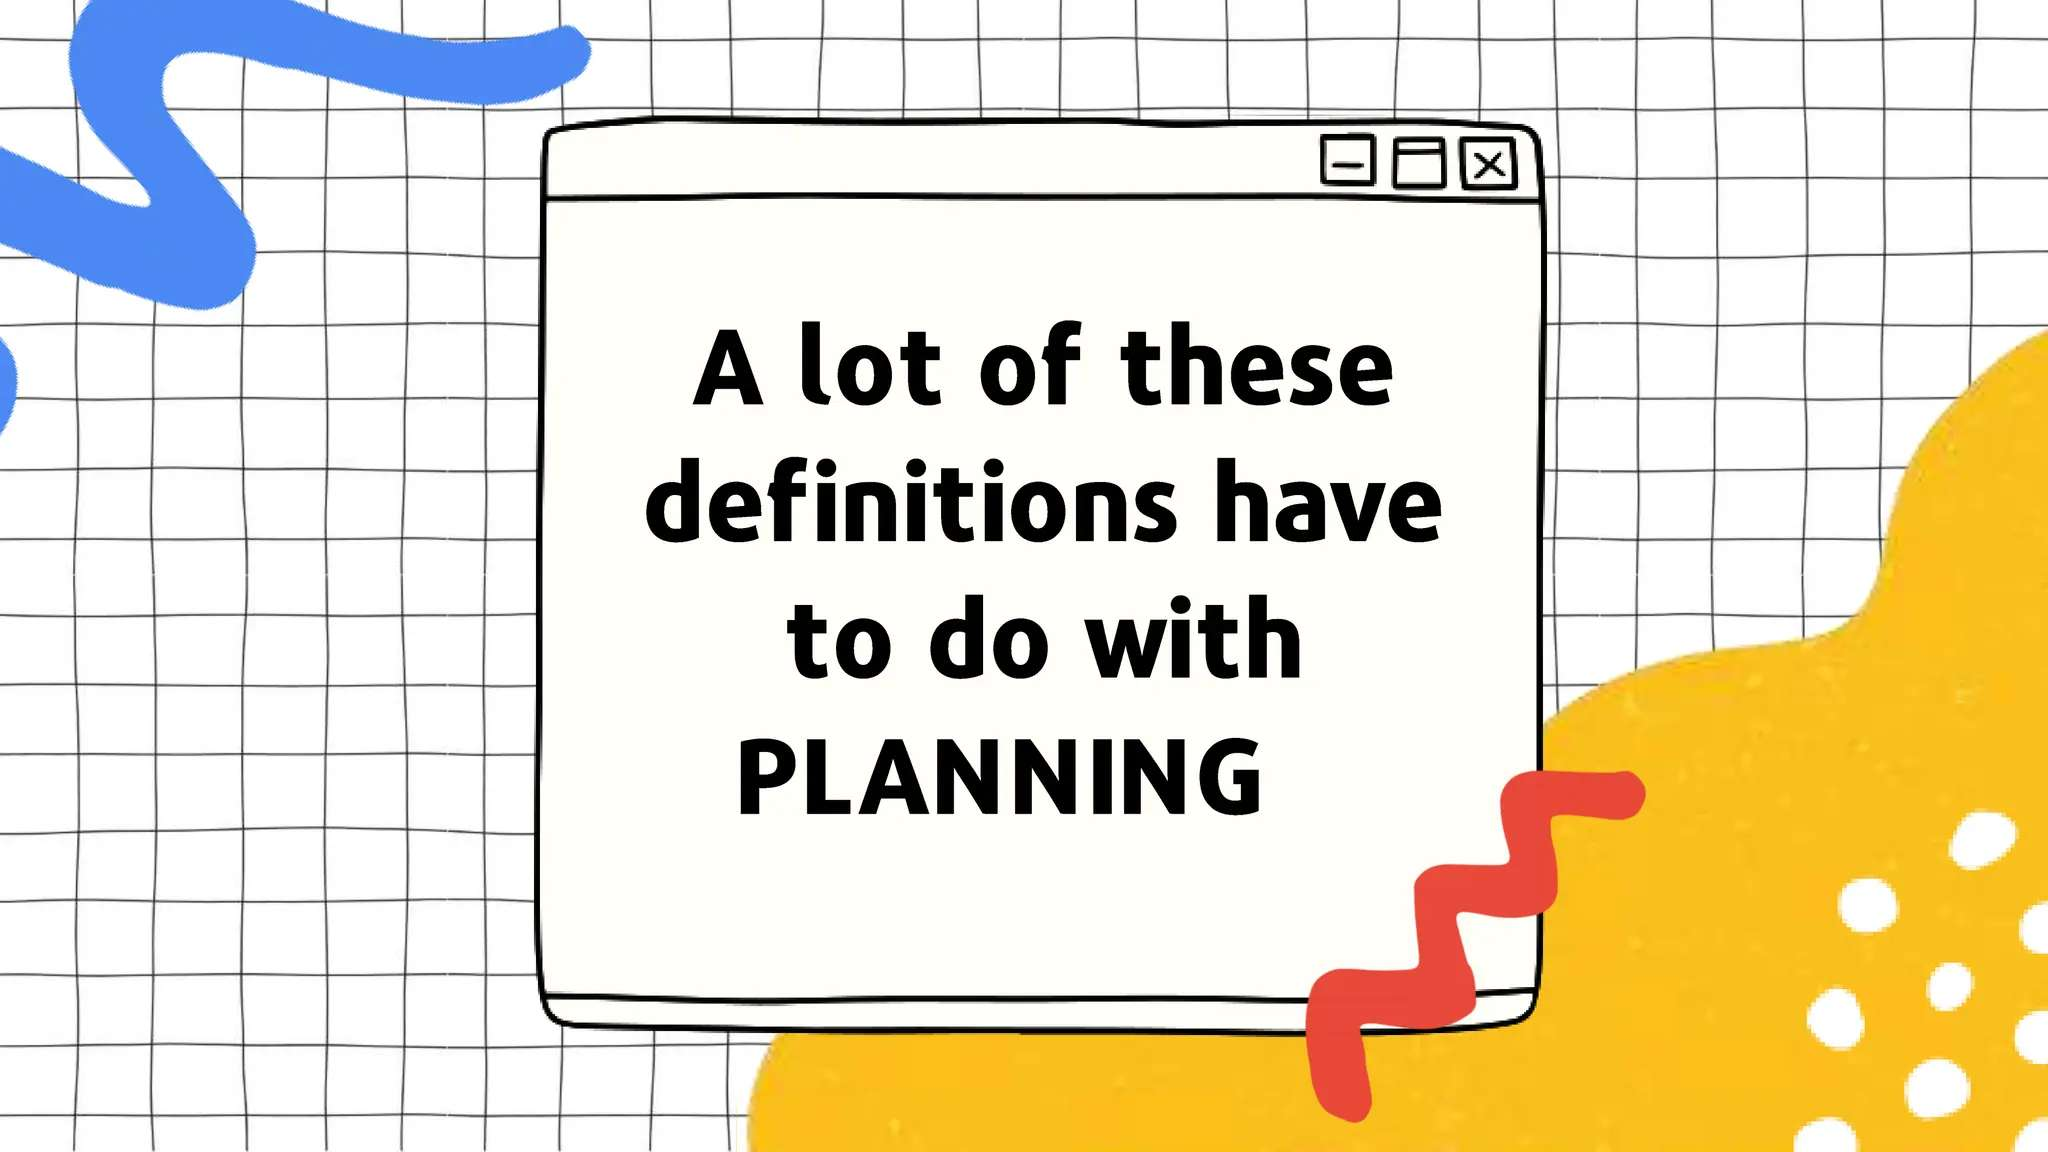 A lot of these
definitions have
to do with
PLANNING